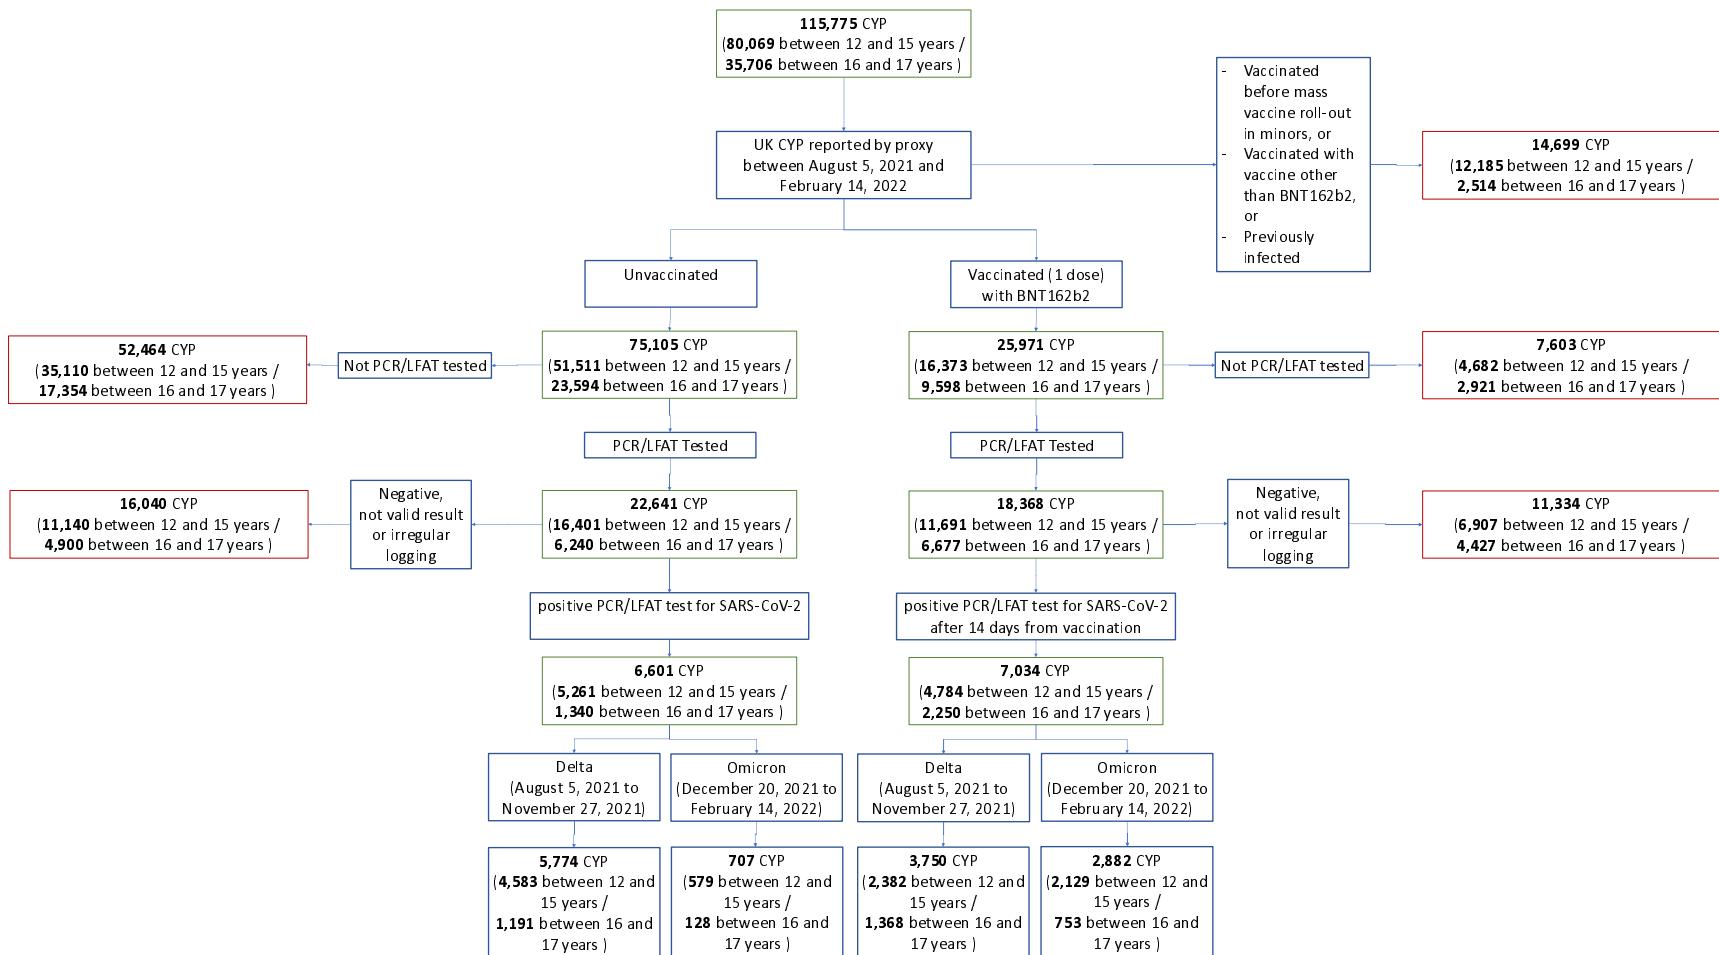 115,775 CYP
(80,069 between 12 and 15 years /
35,706 between 16 and 17 years )
UK CYP reported by proxy
between August 5, 2021 and
February 14, 2022
- Vaccinated
before mass
vaccine roll-out
in minors, or
- Vaccinated with
vaccine other
than BNT162b2,
or
- Previously
infected
14,699 CYP
(12,185 between 12 and 15 years /
2,514 between 16 and 17 years )
Unvaccinated
Vaccinated (1 dose)
with BNT162b2
52,464 CYP
(35,110 between 12 and 15 years /
17,354 between 16 and 17 years )
Not PCR/LFAT tested
75,105 CYP
(51,511 between 12 and 15 years /
23,594 between 16 and 17 years )
25,971 CYP
(16,373 between 12 and 15 years /
9,598 between 16 and 17 years )
Not PCR/LFAT tested
7,603 CYP
(4,682 between 12 and 15 years /
2,921 between 16 and 17 years )
PCR/LFAT Tested
PCR/LFAT Tested
16,040 CYP
(11,140 between 12 and 15 years /
4,900 between 16 and 17 years )
Negative,
not valid result
or irregular
logging
22,641 CYP
(16,401 between 12 and 15 years /
6,240 between 16 and 17 years )
18,368 CYP
(11,691 between 12 and 15 years /
6,677 between 16 and 17 years )
Negative,
not valid result
or irregular
logging
11,334 CYP
(6,907 between 12 and 15 years /
4,427 between 16 and 17 years )
positive PCR/LFAT test for SARS-CoV-2
positive PCR/LFAT test for SARS-CoV-2
after 14 days from vaccination
6,601 CYP
(5,261 between 12 and 15 years /
1,340 between 16 and 17 years )
7,034 CYP
(4,784 between 12 and 15 years /
2,250 between 16 and 17 years )
Delta
(August 5, 2021 to
November 27, 2021)
Omicron
(December 20, 2021 to
February 14, 2022)
Delta
(August 5, 2021 to
November 27, 2021)
Omicron
(December 20, 2021 to
February 14, 2022)
5,774 CYP
(4,583 between 12 and
15 years /
1,191 between 16 and
17 years )
707 CYP
(579 between 12 and
15 years /
128 between 16 and
17 years )
3,750 CYP
(2,382 between 12 and
15 years /
1,368 between 16 and
17 years )
2,882 CYP
(2,129 between 12 and
15 years /
753 between 16 and
17 years )